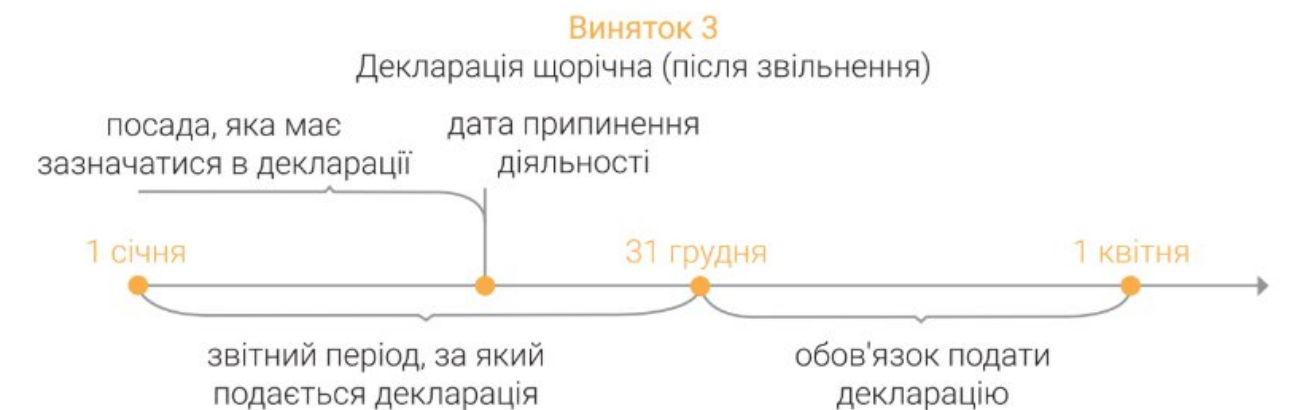 Виняток 3
Декларація щорічна (після звільнення)
посада, яка має
зазначатися в декларації
дата припинення
діяльності
1 січня
31 грудня
1 квітня
звітний період, за який
подається декларація
обов'язок подати
декларацію